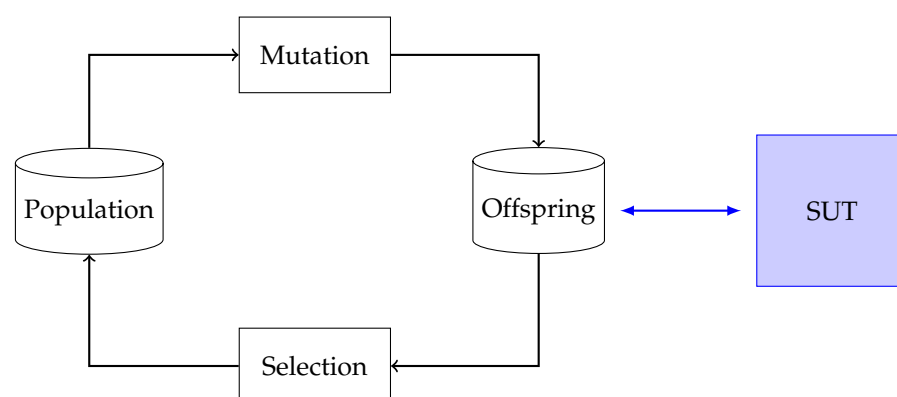 Mutation
Population
Offspring
SUT
Selection